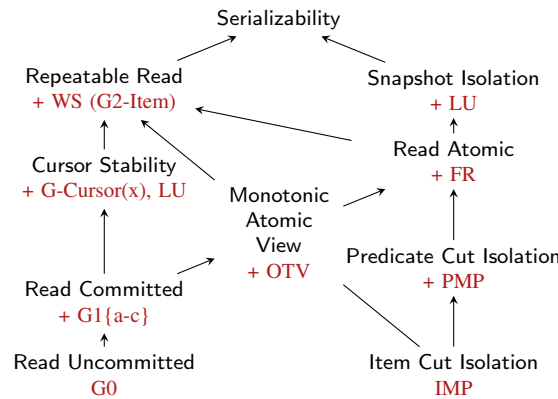 Serializability
Repeatable Read
+ WS (G2-Item)
Snapshot Isolation
+ LU
Cursor Stability
+ G-Cursor(x), LU
Read Atomic
+ FR
Monotonic
Atomic
View
+ OTV
Predicate Cut Isolation
+ PMP
Read Committed
+ G1{a-c}
Read Uncommitted
G0
Item Cut Isolation
IMP